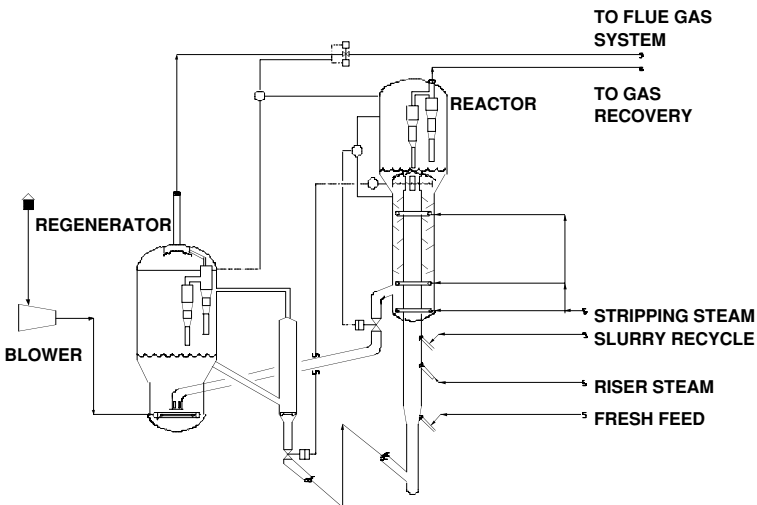 TO FLUE GAS
SYSTEM
TO GAS
RECOVERY
REACTOR
REGENERATOR
BLOWER
STRIPPING STEAM
SLURRY RECYCLE
RISER STEAM
FRESH FEED